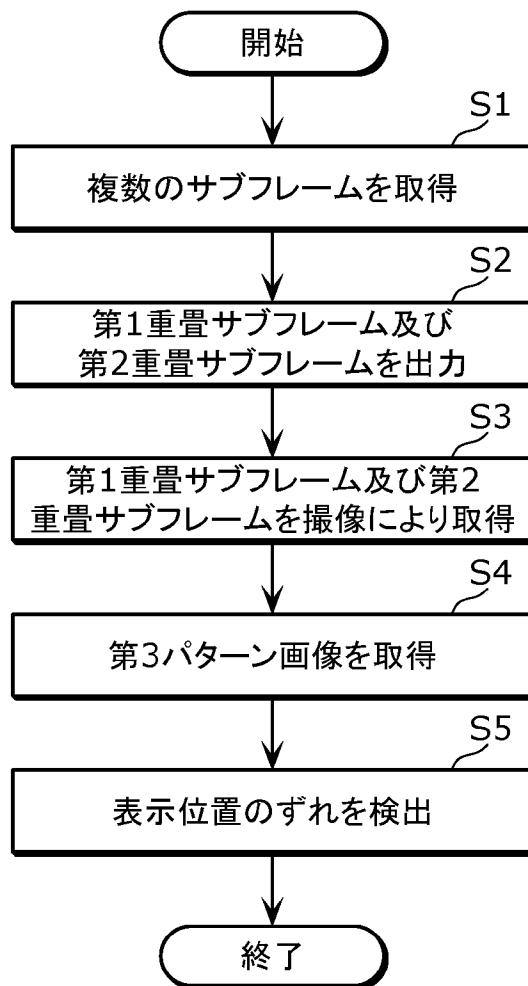 開始
S1
複数のサブフレームを取得
S2
第1重畳サブフレーム及び
第2重畳サブフレームを出力
S3
第1重畳サブフレーム及び第2
重畳サブフレームを撮像により取得
S4
第3パターン画像を取得
S5
表示位置のずれを検出
終了